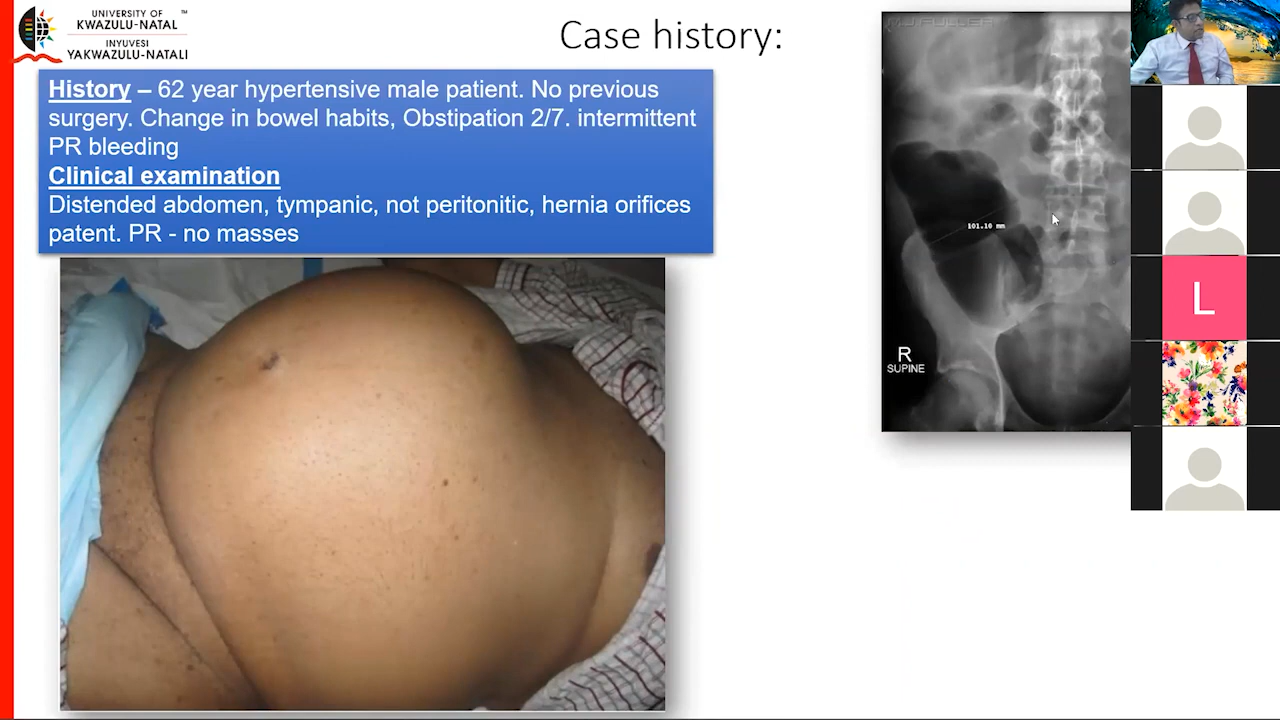 UNIVERSITY OF
KWAZULU-NATAL
™
INYUVESI
YAKWAZULU-NATALI
Case history:
History – 62 year hypertensive male patient. No previous
surgery. Change in bowel habits, Obstipation 2/7. intermittent
PR bleeding
Clinical examination
Distended abdomen, tympanic, not peritonitic, hernia orifices
patent. PR - no masses
M.J.FULLER
101.10 mm
R
SUPINE
L